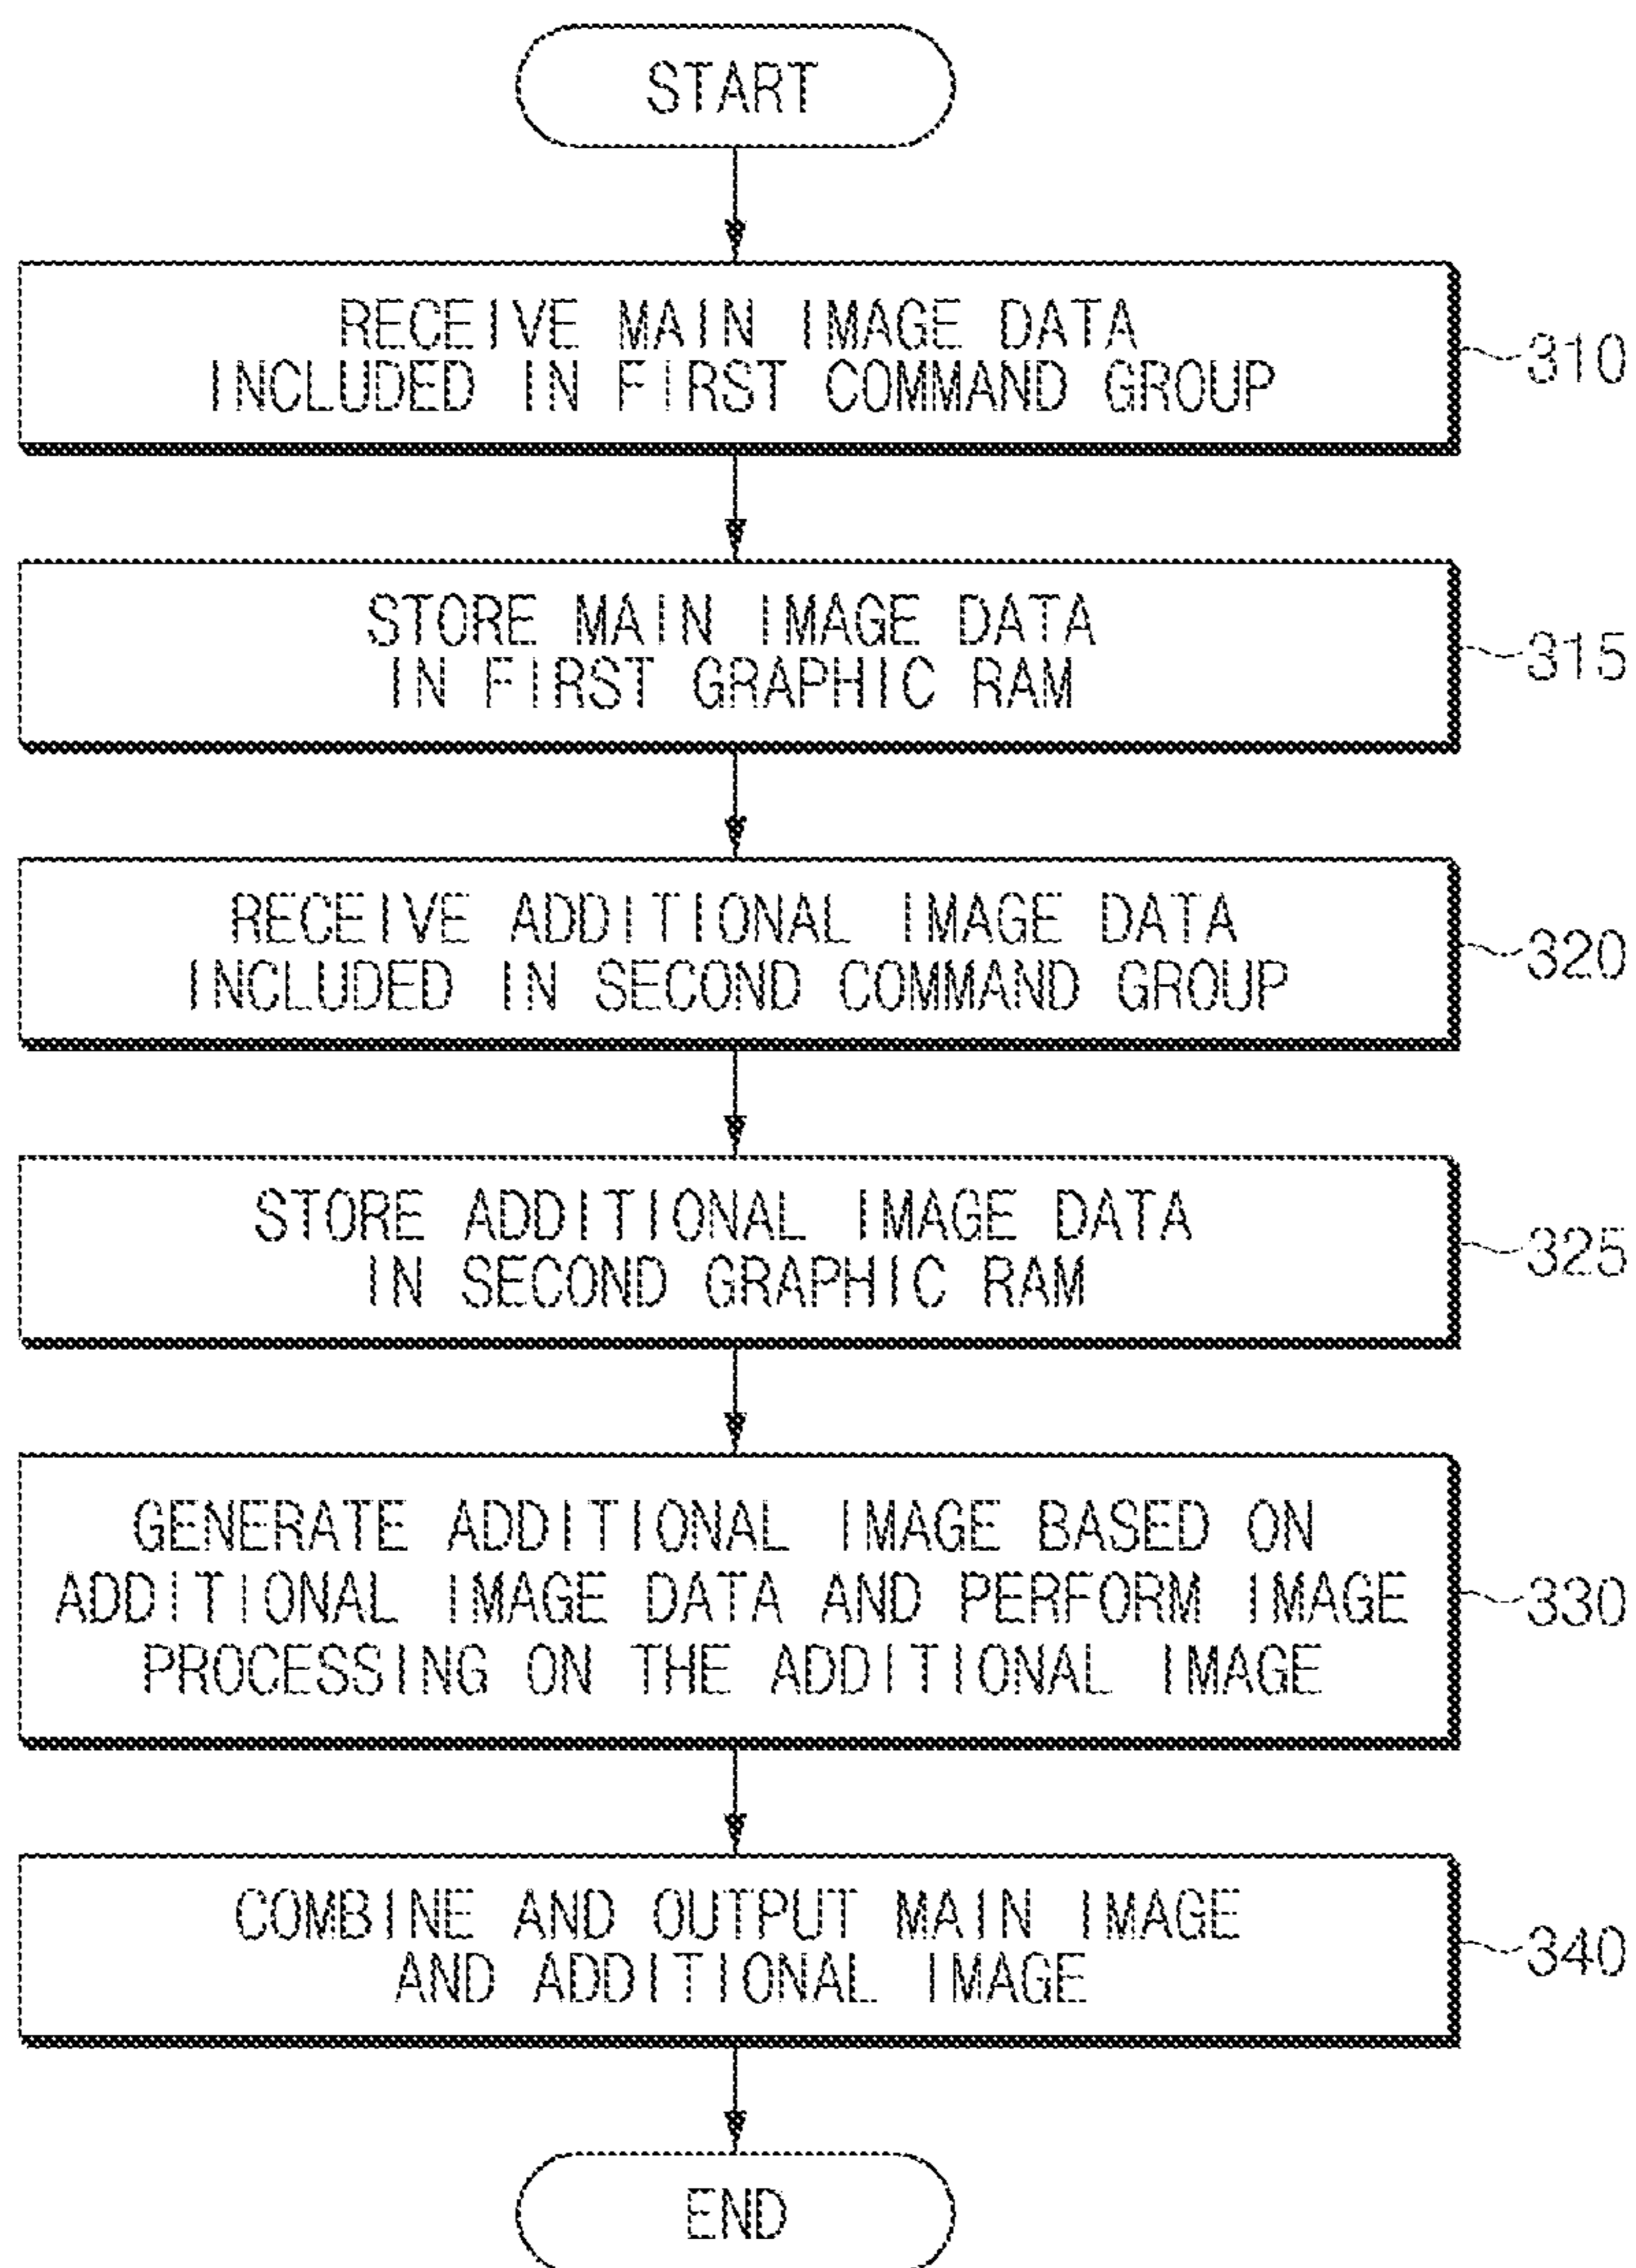 START
RECEIVE MAIN IMAGE DATA
INCLUDED IN FIRST COMMAND GROUP
310
STORE MAIN IMAGE DATA
IN FIRST GRAPHIC RAM
315
RECEIVE ADDITIONAL IMAGE DATA
INCLUDED IN SECOND COMMAND GROUP
320
STORE ADDITIONAL IMAGE DATA
IN SECOND GRAPHIC RAM
325
GENERATE ADDITIONAL IMAGE BASED ON
ADDITIONAL IMAGE DATA AND PERFORM IMAGE
PROCESSING ON THE ADDITIONAL IMAGE
330
COMBINE AND OUTPUT MAIN IMAGE
AND ADDITIONAL IMAGE
340
END